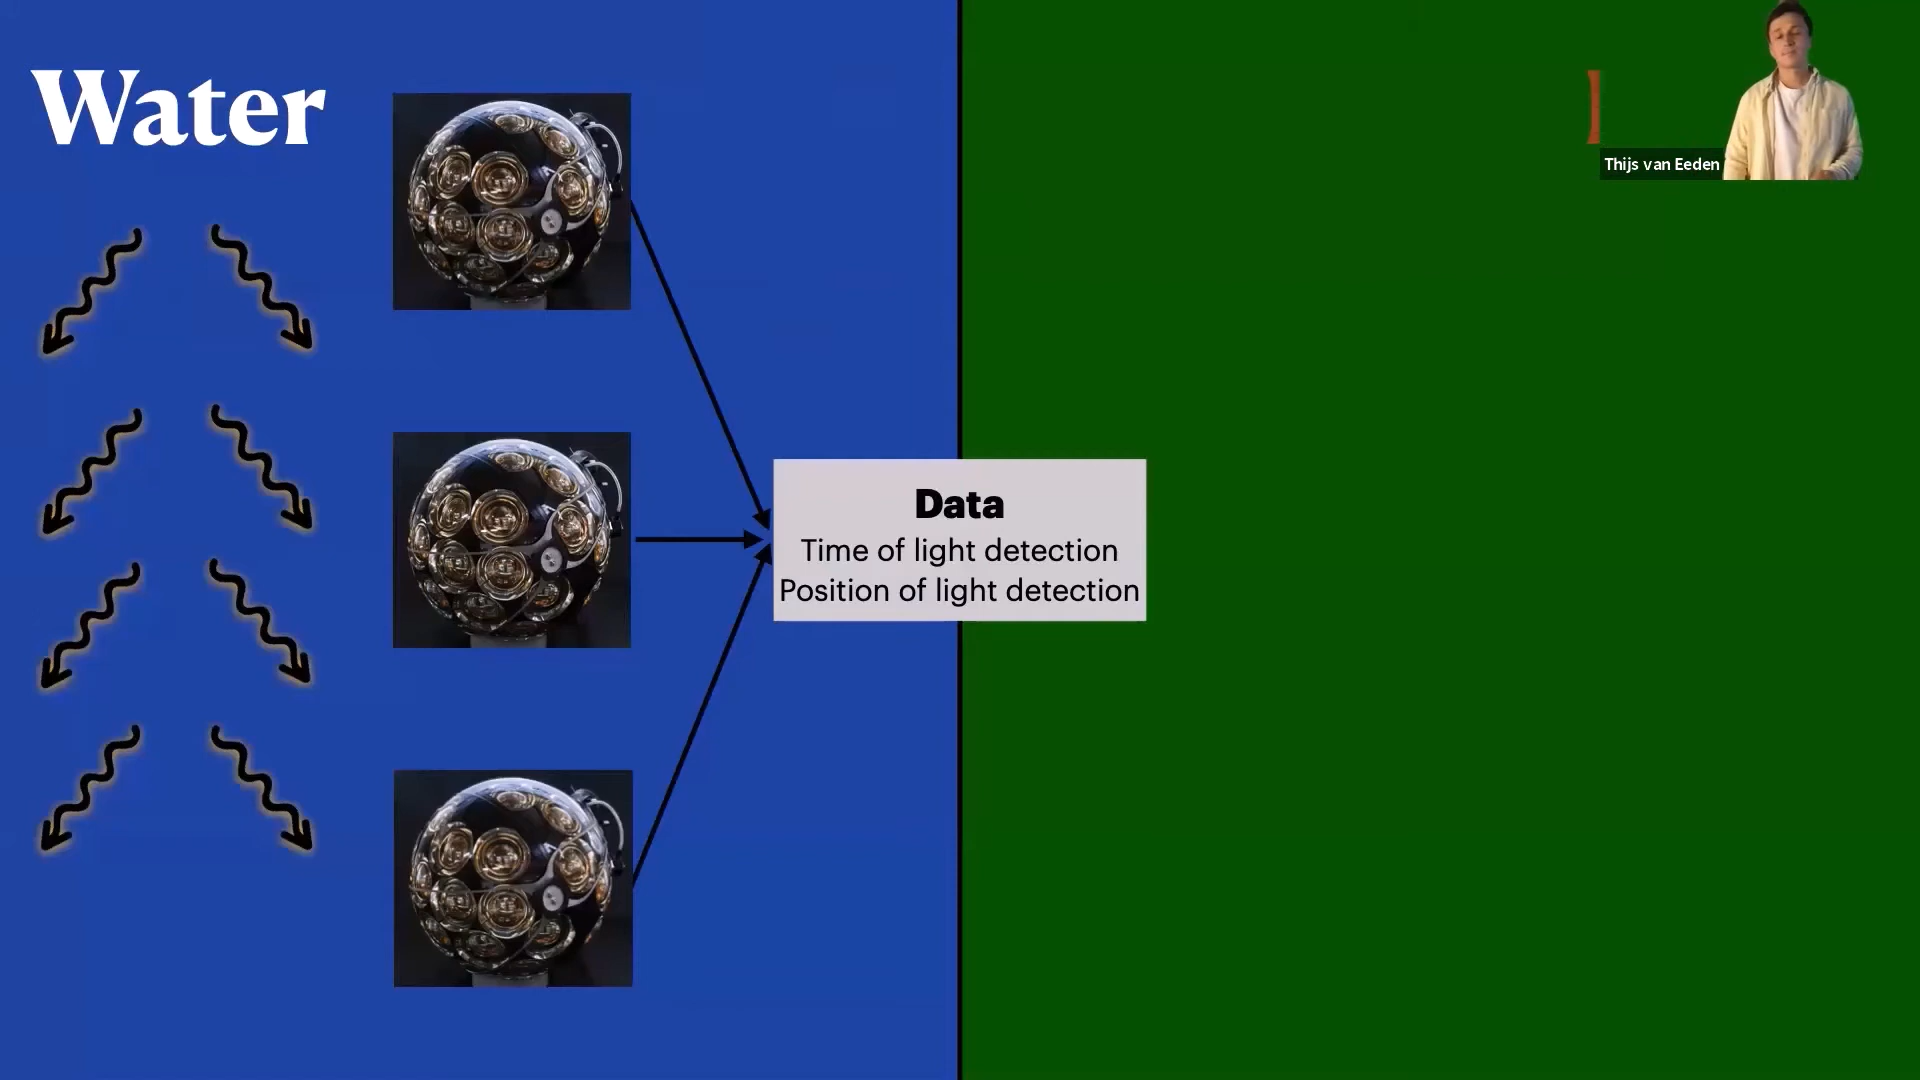 Water
Thijs van Eeden
Data
Time of light detection
Position of light detection